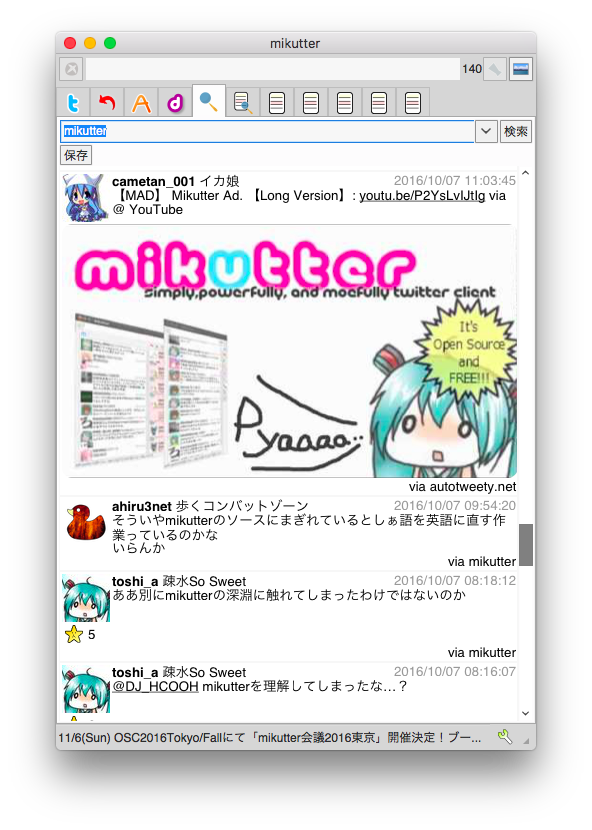 mikutter
140
mikutter
検索
保存
cametan_001 イカ娘 2016/10/07 11:03:45
【MAD】 Mikutter Ad. 【Long Version】: youtu.be/P2YsLvIJtIg via
@ YouTube
mikutter
simply,powerfully, and moefully twitter client
It's
Open Source
and
FREE!!!
Pyaaaa..
via autotweety.net
ahiru3net 歩くコンバットゾーン 2016/10/07 09:54:20
そういやmikutterのソースにまぎれているとしぁ語を英語に直す作
業っているのかな
いらんか
via mikutter
toshi_a 疎水So Sweet 2016/10/07 08:18:12
ああ別にmikutterの深淵に触れてしまったわけではないのか
5
via mikutter
toshi_a 疎水So Sweet 2016/10/07 08:16:07
@DJ_HCOOH mikutterを理解してしまったな…？
11/6(Sun) OSC2016Tokyo/Fallにて「mikutter会議2016東京」開催決定！ブー...